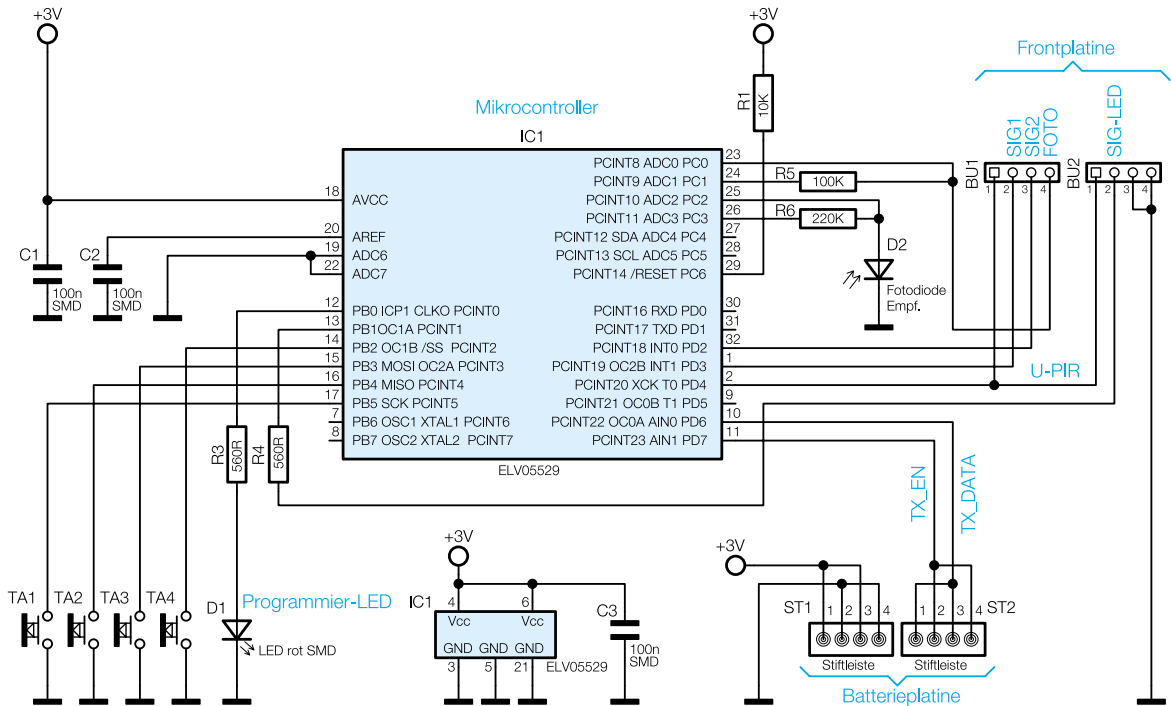 +3V
+3V
Frontplatine
Mikrocontroller
IC1
R1
10K
SIG1
SIG2
FOTO
SIG-LED
BU1
BU2
1 2 3 4
1 2 3 4
18 AVCC
20 AREF
19 ADC6
22 ADC7
12 PB0 ICP1 CLKO PCINT0
13 PB1OC1A PCINT1
14 PB2 OC1B /SS PCINT2
15 PB3 MOSI OC2A PCINT3
16 PB4 MISO PCINT4
17 PB5 SCK PCINT5
7 PB6 OSC1 XTAL1 PCINT6
8 PB7 OSC2 XTAL2 PCINT7
PCINT8 ADC0 PC0 23
PCINT9 ADC1 PC1 24
PCINT10 ADC2 PC2 25
PCINT11 ADC3 PC3 26
PCINT12 SDA ADC4 PC4 27
PCINT13 SCL ADC5 PC5 28
PCINT14 /RESET PC6 29
PCINT16 RXD PD0 30
PCINT17 TXD PD1 31
PCINT18 INT0 PD2 32
PCINT19 OC2B INT1 PD3 1
PCINT20 XCK T0 PD4 2
PCINT21 OC0B T1 PD5 9
PCINT22 OC0A AIN0 PD6 10
PCINT23 AIN1 PD7 11
ELV05529
R5
100K
R6
220K
D2
Fotodiode
Empf.
C1
100n
SMD
C2
100n
SMD
U-PIR
R3
560R
R4
560R
TX_EN
TX_DATA
+3V
+3V
TA1
TA2
TA3
TA4
D1
Programmier-LED
LED rot SMD
IC1
4
6
Vcc
Vcc
GND
GND
GND
3
5
21
ELV05529
C3
100n
SMD
ST1
1 2 3 4
1 2 3 4
ST2
Stiftleiste
Stiftleiste
Batterieplatine